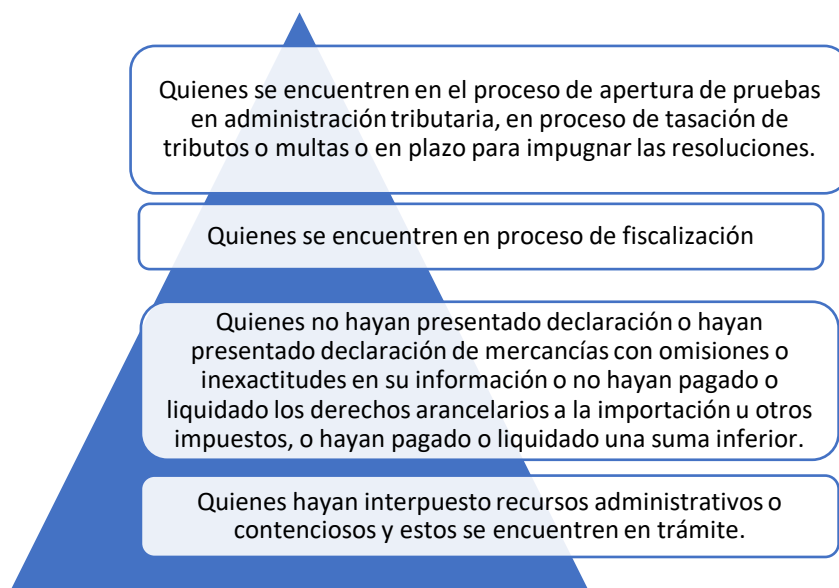 Quienes se encuentren en el proceso de apertura de pruebas
en administración tributaria, en proceso de tasación de
tributos o multas o en plazo para impugnar las resoluciones.
Quienes se encuentren en proceso de fiscalización
Quienes no hayan presentado declaración o hayan
presentado declaración de mercancías con omisiones o
inexactitudes en su información o no hayan pagado o
liquidado los derechos arancelarios a la importación u otros
impuestos, o hayan pagado o liquidado una suma inferior.
Quienes hayan interpuesto recursos administrativos o
contenciosos y estos se encuentren en trámite.